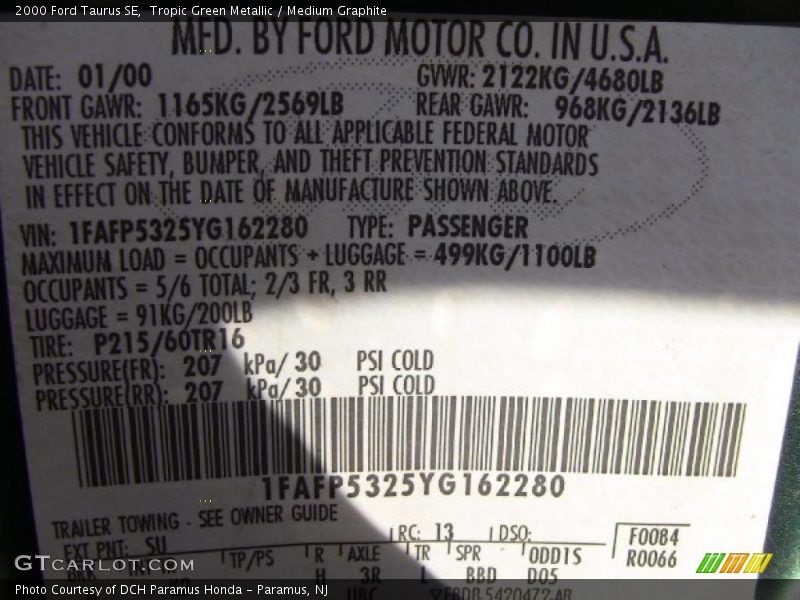 2000 Ford Taurus SE, Tropic Green Metallic / Medium Graphite
MFD. BY FORD MOTOR CO. IN U.S.A.
DATE: 01/00 GVWR: 2122KG/4680LB
FRONT GAWR: 1165KG/2569LB REAR GAWR: 968KG/2136LB
THIS VEHICLE CONFORMS TO ALL APPLICABLE FEDERAL MOTOR
VEHICLE SAFETY, BUMPER, AND THEFT PREVENTION STANDARDS
IN EFFECT ON THE DATE OF MANUFACTURE SHOWN ABOVE.
VIN: 1FAFP5325YG162280 TYPE: PASSENGER
MAXIMUM LOAD = OCCUPANTS + LUGGAGE = 499KG/1100LB
OCCUPANTS = 5/6 TOTAL; 2/3 FR, 3 RR
LUGGAGE = 91KG/200LB
TIRE: P215/60TR16
PRESSURE(FR): 207 kPa/ 30 PSI COLD
PRESSURE(RR): 207 kPa/ 30 PSI COLD
1FAFP5325YG162280
TRAILER TOWING - SEE OWNER GUIDE
RC: 13 DSO: F0084
EXT PNT: SU R0066
TP/PS R AXLE TR SPR ODD1S
H 3R L BBD D05
UBC
GTCarLot.com
Photo Courtesy of DCH Paramus Honda - Paramus, NJ